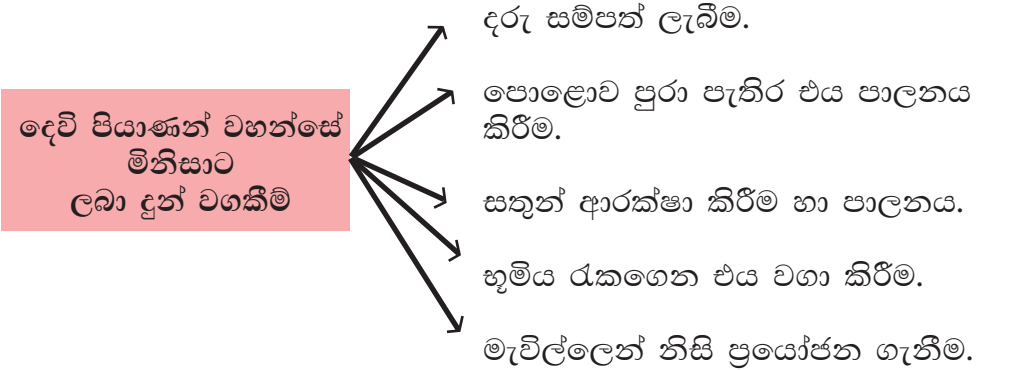 දෙවි පියාණන් වහන්සේ
මිනිසාට
ලබා දුන් වගකීම්
දරු සම්පත් ලැබීම.
පොළොව පුරා පැතිර එය පාලනය
කිරීම.
සතුන් ආරක්ෂා කිරීම හා පාලනය.
භූමිය රැකගෙන එය වගා කිරීම.
මැවිල්ලෙන් නිසි ප්‍රයෝජන ගැනීම.